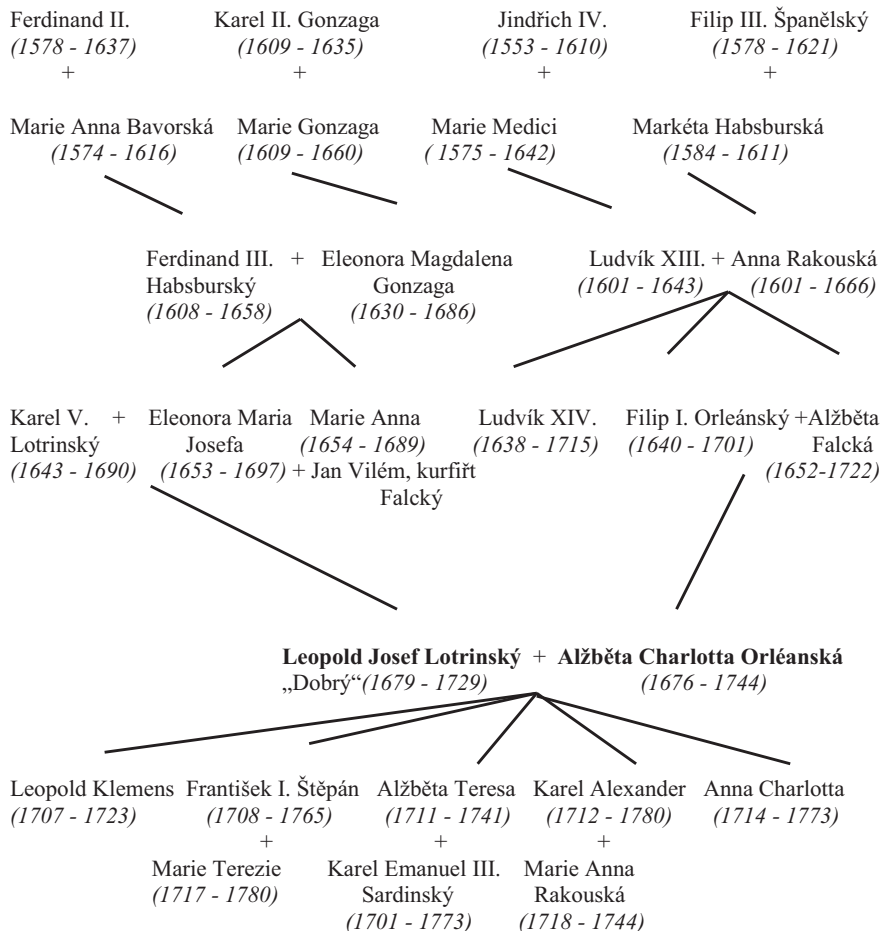 Ferdinand II. Karel II. Gonzaga Jindřich IV. Filip III. Španělský
(1578 - 1637) (1609 - 1635) (1553 - 1610) (1578 - 1621)
+ + + +
Marie Anna Bavorská Marie Gonzaga Marie Medici Markéta Habsburská
(1574 - 1616) (1609 - 1660) ( 1575 - 1642) (1584 - 1611)
Ferdinand III. + Eleonora Magdalena Ludvík XIII. + Anna Rakouská
Habsburský Gonzaga (1601 - 1643) (1601 - 1666)
(1608 - 1658) (1630 - 1686)
Karel V. + Eleonora Maria Marie Anna Ludvík XIV. Filip I. Orleánský +Alžběta
Lotrinský Josefa (1654 - 1689) (1638 - 1715) (1640 - 1701) Falcká
(1643 - 1690) (1653 - 1697) + Jan Vilém, kurfiřt (1652-1722)
Falcký
Leopold Josef Lotrinský + Alžběta Charlotta Orléanská
„Dobrý“ (1679 - 1729) (1676 - 1744)
Leopold Klemens František I. Štěpán Alžběta Teresa Karel Alexander Anna Charlotta
(1707 - 1723) (1708 - 1765) (1711 - 1741) (1712 - 1780) (1714 - 1773)
+ + +
Marie Terezie Karel Emanuel III. Marie Anna
(1717 - 1780) Sardinský Rakouská
(1701 - 1773) (1718 - 1744)